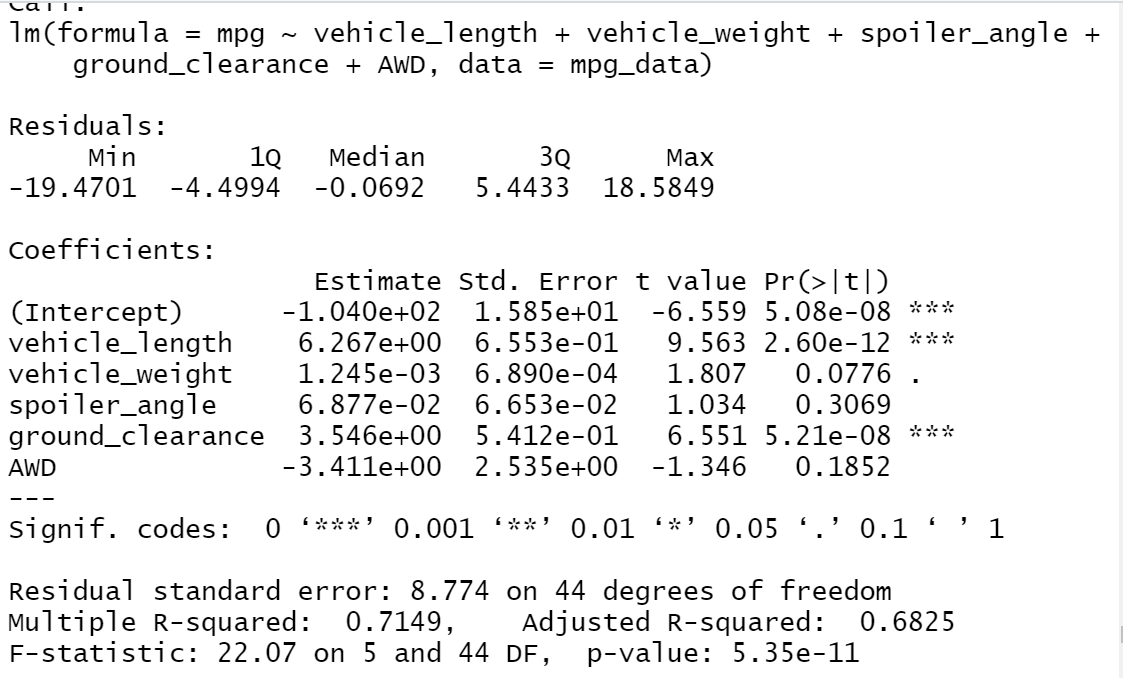 lm(formula = mpg ~ vehicle_length + vehicle_weight + spoiler_angle +
    ground_clearance + AWD, data = mpg_data)

Residuals:
     Min       1Q   Median       3Q      Max
-19.4701  -4.4994  -0.0692   5.4433  18.5849

Coefficients:
                   Estimate Std. Error t value Pr(>|t|)
(Intercept)      -1.040e+02  1.585e+01  -6.559 5.08e-08 ***
vehicle_length    6.267e+00  6.553e-01   9.563 2.60e-12 ***
vehicle_weight    1.245e-03  6.890e-04   1.807   0.0776 .
spoiler_angle     6.877e-02  6.653e-02   1.034   0.3069
ground_clearance  3.546e+00  5.412e-01   6.551 5.21e-08 ***
AWD              -3.411e+00  2.535e+00  -1.346   0.1852
---
Signif. codes:  0 ‘***’ 0.001 ‘**’ 0.01 ‘*’ 0.05 ‘.’ 0.1 ‘ ’ 1

Residual standard error: 8.774 on 44 degrees of freedom
Multiple R-squared:  0.7149,    Adjusted R-squared:  0.6825
F-statistic: 22.07 on 5 and 44 DF,  p-value: 5.35e-11